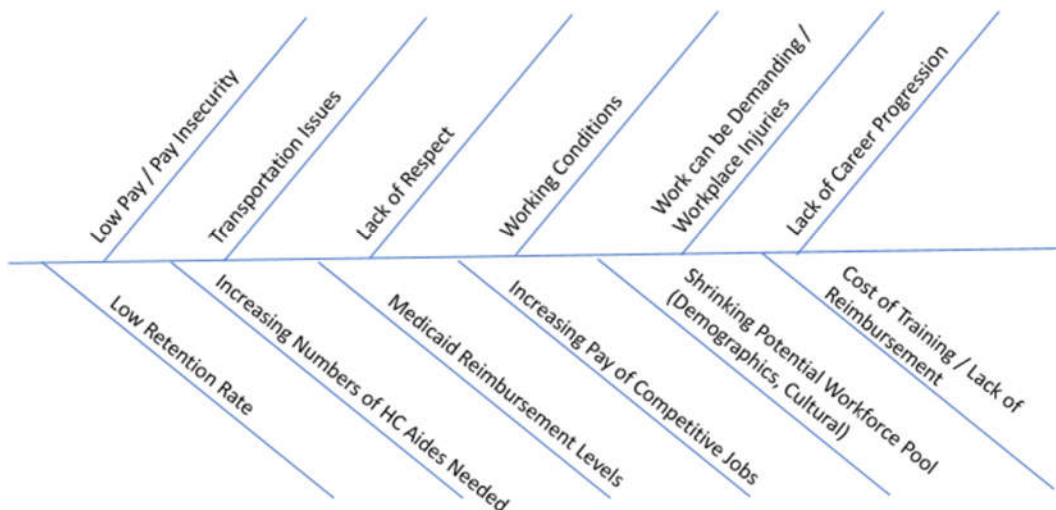 Low Pay / Pay Insecurity
Transportation Issues
Lack of Respect
Working Conditions
Work can be Demanding /
Workplace Injuries
Lack of Career Progression
Low Retention Rate
Increasing Numbers of HC Aides Needed
Medicaid Reimbursement Levels
Increasing Pay of Competitive Jobs
Shrinking Potential Workforce Pool
(Demographics, Cultural)
Cost of Training / Lack of
Reimbursement